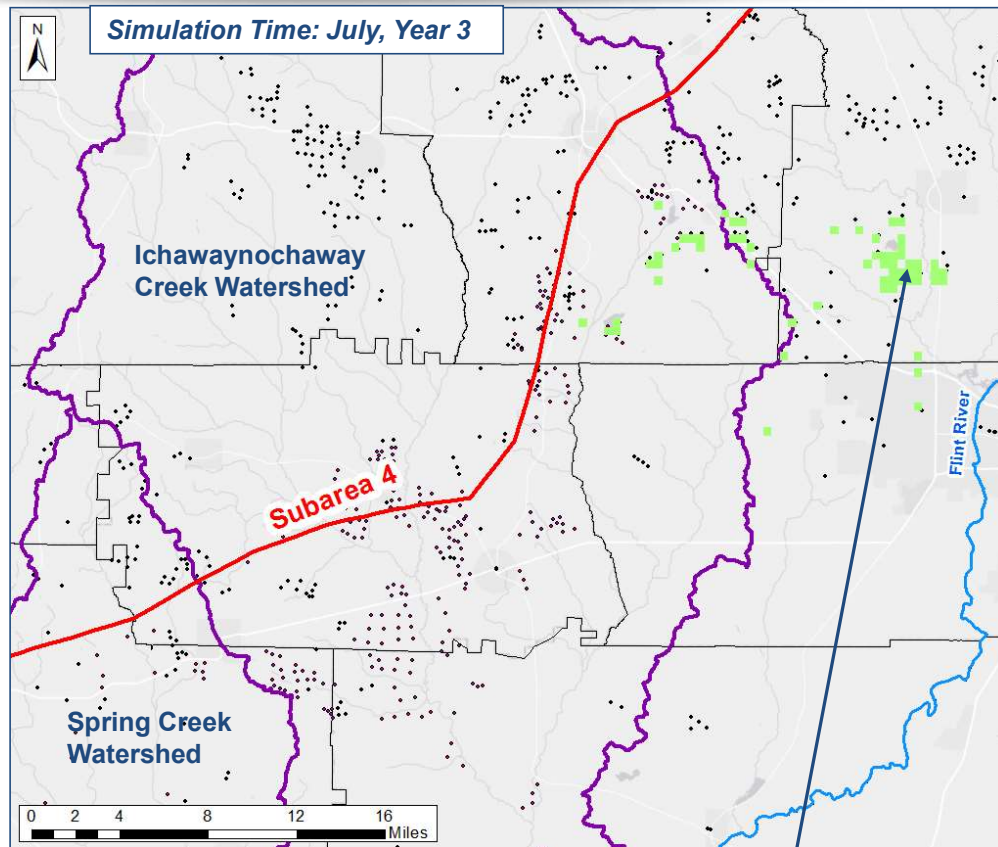 Simulation Time: July, Year 3
N
Ichawaynochaway
Creek Watershed
Flint River
Subarea 4
Spring Creek
Watershed
0 2 4 8 12 16
Miles